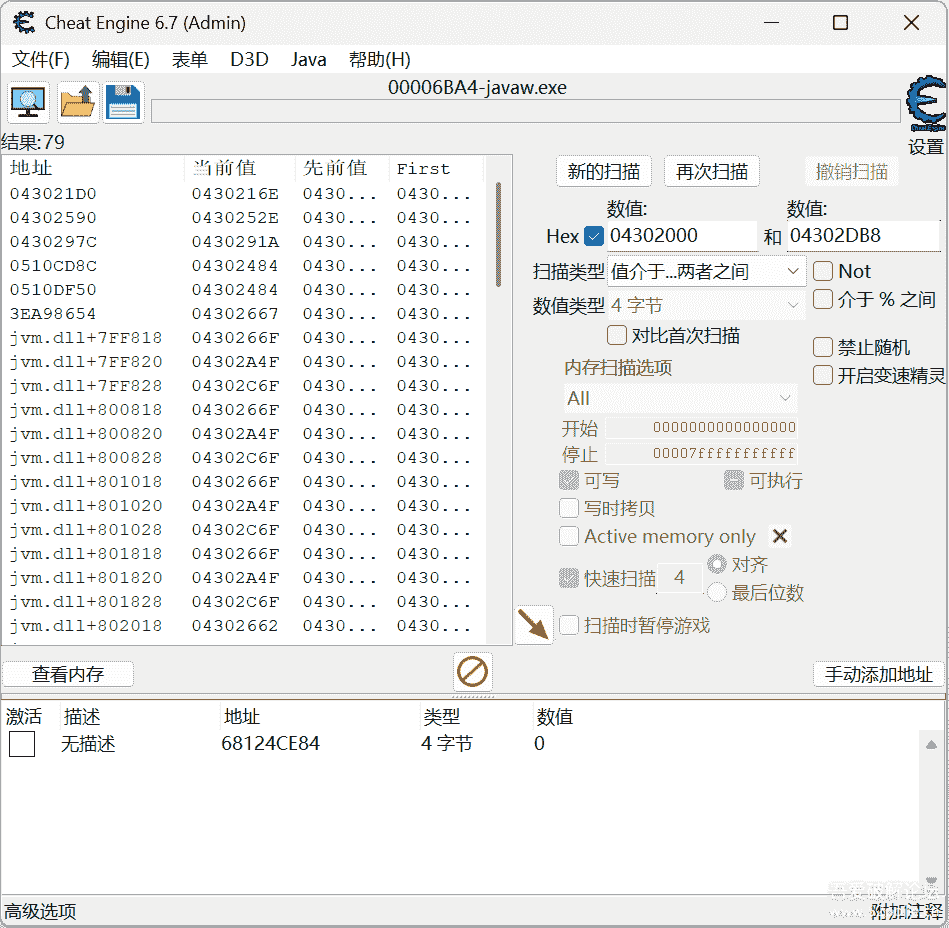 Cheat Engine 6.7 (Admin)
文件(F) 编辑(E) 表单 D3D Java 帮助(H)
00006BA4-javaw.exe
设置
结果:79
地址 当前值 先前值 First
043021D0 0430216E 0430... 0430...
04302590 0430252E 0430... 0430...
0430297C 0430291A 0430... 0430...
0510CD8C 04302484 0430... 0430...
0510DF50 04302484 0430... 0430...
3EA98654 04302667 0430... 0430...
jvm.dll+7FF818 0430266F 0430... 0430...
jvm.dll+7FF820 04302A4F 0430... 0430...
jvm.dll+7FF828 04302C6F 0430... 0430...
jvm.dll+800818 0430266F 0430... 0430...
jvm.dll+800820 04302A4F 0430... 0430...
jvm.dll+800828 04302C6F 0430... 0430...
jvm.dll+801018 0430266F 0430... 0430...
jvm.dll+801020 04302A4F 0430... 0430...
jvm.dll+801028 04302C6F 0430... 0430...
jvm.dll+801818 0430266F 0430... 0430...
jvm.dll+801820 04302A4F 0430... 0430...
jvm.dll+801828 04302C6F 0430... 0430...
jvm.dll+802018 04302662 0430... 0430...
新的扫描 再次扫描 撤销扫描
数值: 数值:
Hex 04302000 和 04302DB8
扫描类型 值介于...两者之间 Not
数值类型 4 字节 介于 % 之间
对比首次扫描
禁止随机
内存扫描选项
开启变速精灵
All
开始 0000000000000000
停止 00007fffffffffff
可写 可执行
写时拷贝
Active memory only
快速扫描 4 对齐
最后位数
扫描时暂停游戏
查看内存 手动添加地址
激活 描述 地址 类型 数值
无描述 68124CE84 4 字节 0
高级选项 附加注释